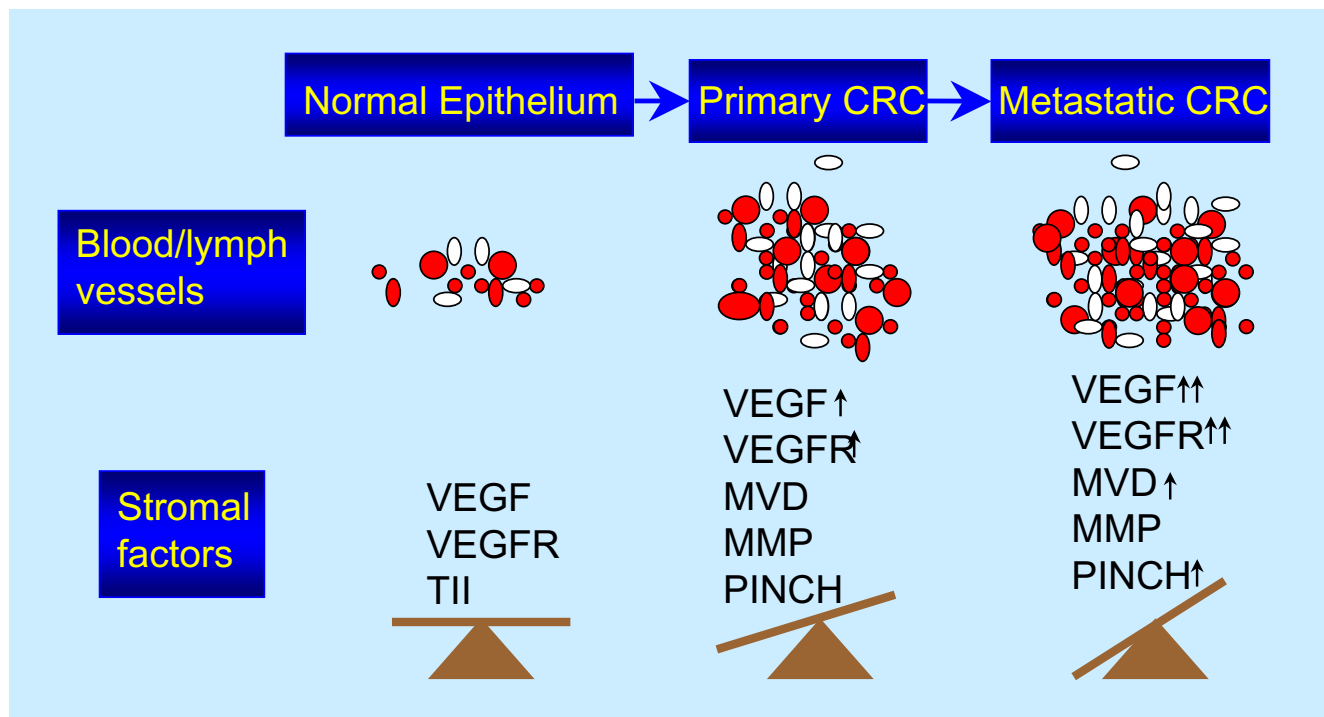 Normal Epithelium
Primary CRC
Metastatic CRC
Blood/lymph
vessels
Stromal
factors
VEGF
VEGFR
TII
VEGF↑
VEGFR↑
MVD
MMP
PINCH
VEGF↑↑
VEGFR↑↑
MVD↑
MMP
PINCH↑